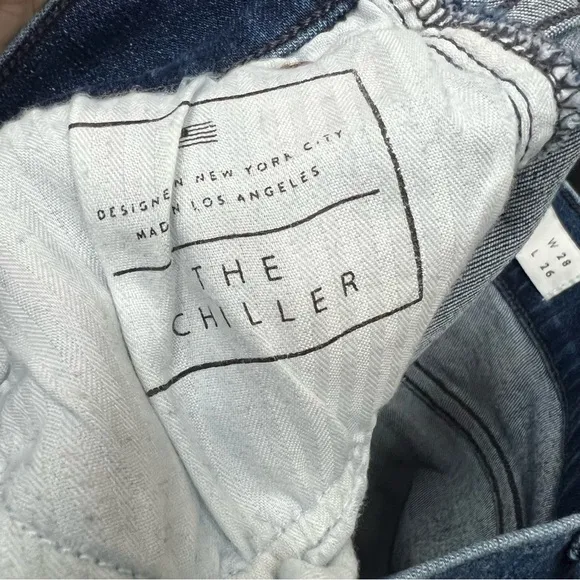 DESIGNED IN NEW YORK CITY
MADE IN LOS ANGELES
THE
CHILLER
W 28
L 26